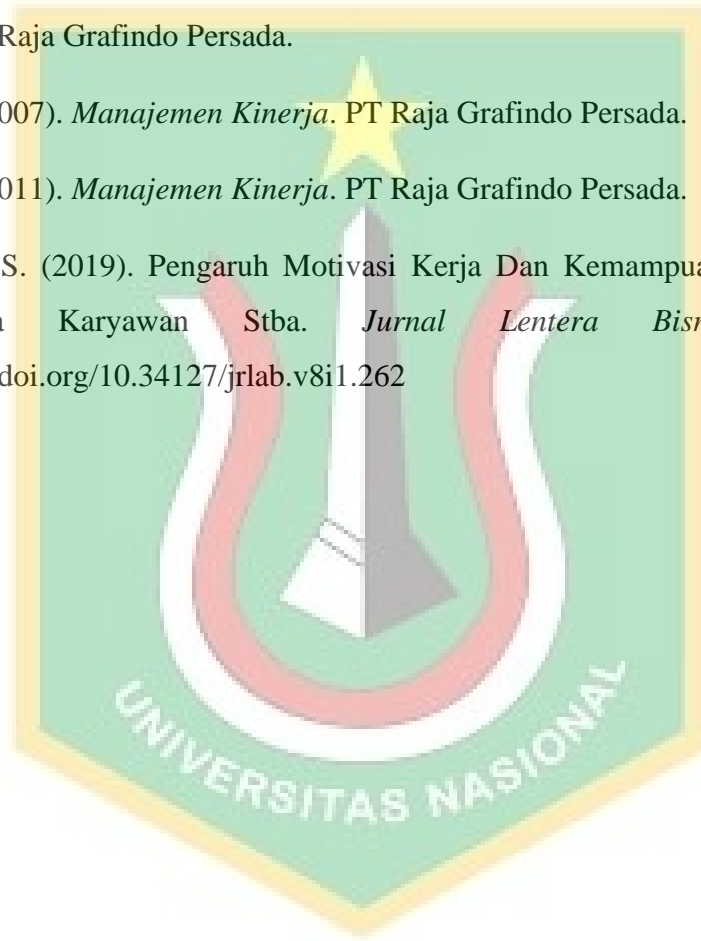 Raja Grafindo Persada.
007). Manajemen Kinerja. PT Raja Grafindo Persada.
011). Manajemen Kinerja. PT Raja Grafindo Persada.
S. (2019). Pengaruh Motivasi Kerja Dan Kemampua
a Karyawan Stba. Jurnal Lentera Bisn
doi.org/10.34127/jrlab.v8i1.262
UNIVERSITAS NASIONAL